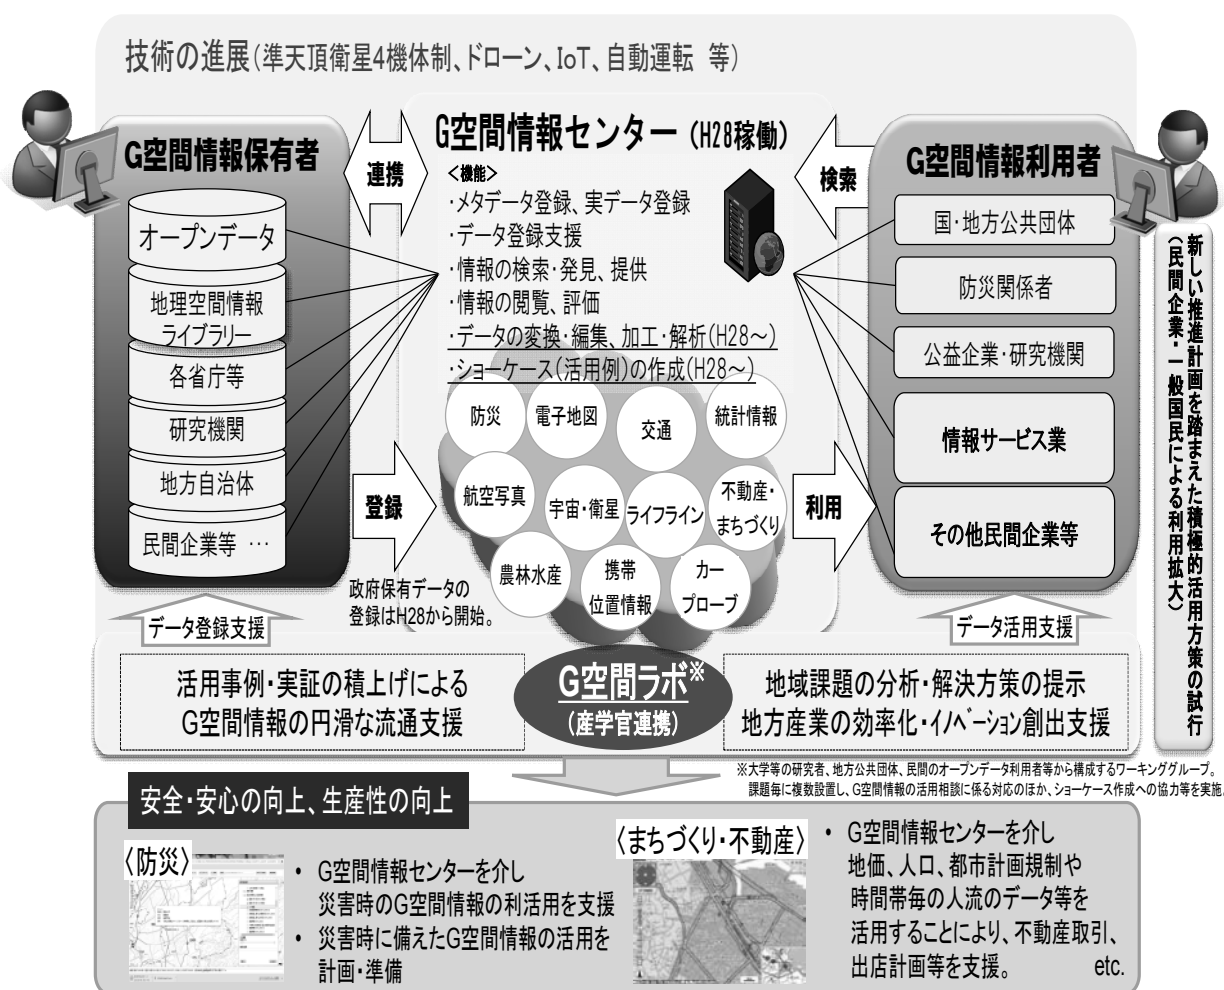 技術の進展(準天頂衛星4機体制、ドローン、IoT、自動運転 等)
G空間情報保有者
オープンデータ
地理空間情報
ライブラリー
各省庁等
研究機関
地方自治体
民間企業等 …
連携
登録
政府保有データの
登録はH28から開始。
G空間情報センター (H28稼働)
<機能>
・メタデータ登録、実データ登録
・データ登録支援
・情報の検索・発見、提供
・情報の閲覧、評価
・データの変換・編集、加工・解析(H28～)
・ショーケース(活用例)の作成(H28～)
防災
電子地図
交通
統計情報
航空写真
宇宙・衛星
ライフライン
不動産・
まちづくり
農林水産
携帯
位置情報
カー
プローブ
検索
利用
G空間情報利用者
国・地方公共団体
防災関係者
公益企業・研究機関
情報サービス業
その他民間企業等
新しい推進計画を踏まえた積極的活用方策の試行
(民間企業・一般国民による利用拡大)
データ登録支援
データ活用支援
活用事例・実証の積上げによる
G空間情報の円滑な流通支援
G空間ラボ※
(産学官連携)
地域課題の分析・解決方策の提示
地方産業の効率化・イノベーション創出支援
※大学等の研究者、地方公共団体、民間のオープンデータ利用者等から構成するワーキンググループ。
課題毎に複数設置し、G空間情報の活用相談に係る対応のほか、ショーケース作成への協力等を実施。
安全・安心の向上、生産性の向上
〈防災〉
• G空間情報センターを介し
災害時のG空間情報の利活用を支援
• 災害時に備えたG空間情報の活用を
計画・準備
〈まちづくり・不動産〉
• G空間情報センターを介し
地価、人口、都市計画規制や
時間帯毎の人流のデータ等を
活用することにより、不動産取引、
出店計画等を支援。 etc.